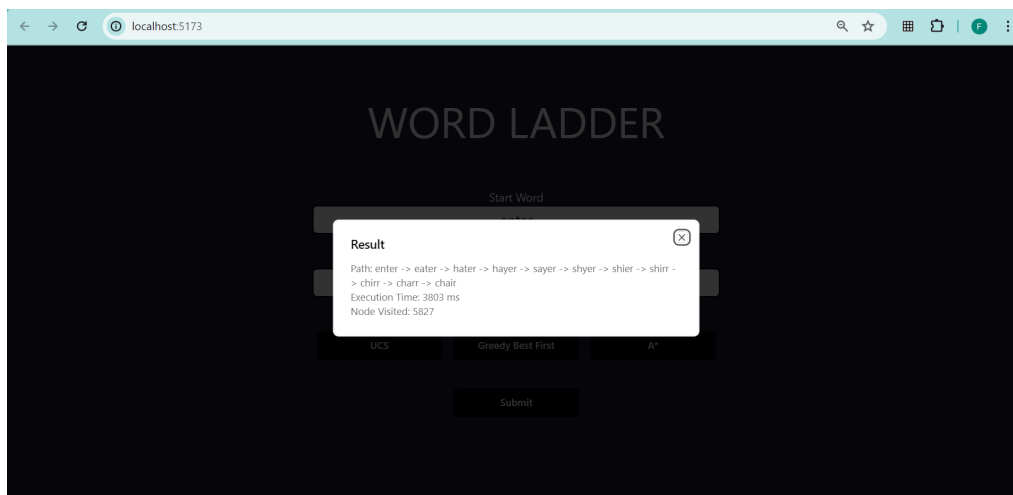 localhost:5173
F
WORD LADDER
Start Word
Result
Path: enter -> eater -> hater -> hayer -> sayer -> shyer -> shier -> shirr -
> chirr -> charr -> chair
Execution Time: 3803 ms
Node Visited: 5827
UCS
Greedy Best First
A*
Submit